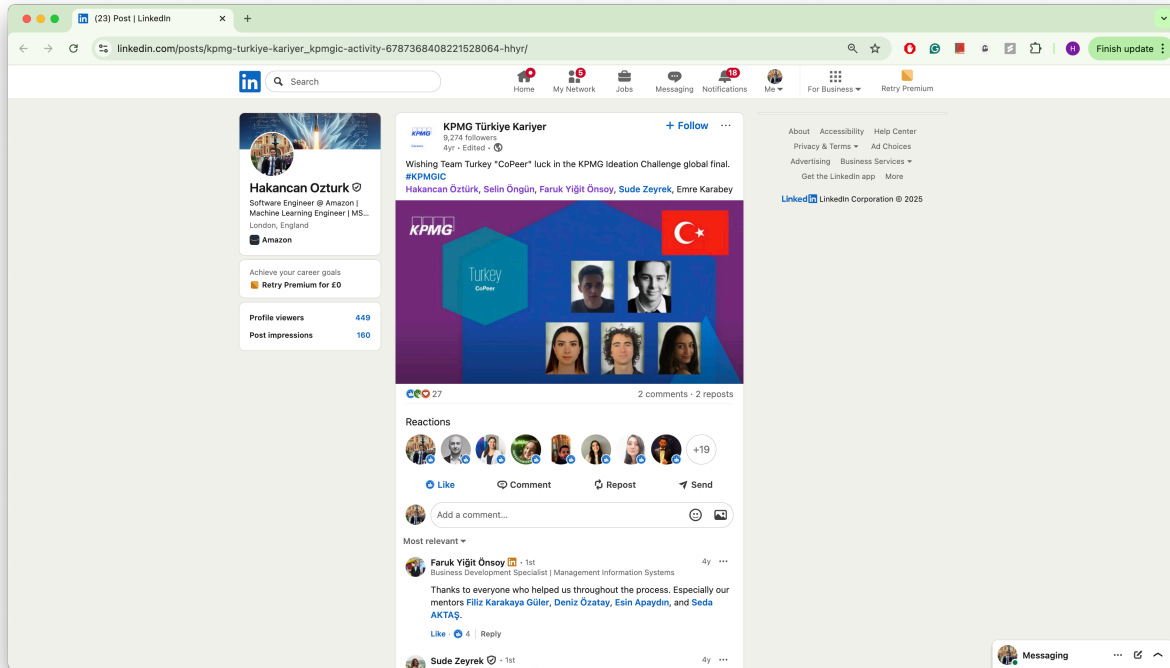 (23) Post | LinkedIn
linkedin.com/posts/kpmg-turkiye-kariyer_kpmgic-activity-6787368408221528064-hhyr/
H
Finish update
in
Search
Home
5
My Network
Jobs
Messaging
18
Notifications
Me
For Business
Retry Premium
Hakancan Ozturk
Software Engineer @ Amazon |
Machine Learning Engineer | MS...
London, England
Amazon
Achieve your career goals
Retry Premium for £0
Profile viewers 449
Post impressions 160
KPMG
KPMG Türkiye Kariyer
9,274 followers
4yr • Edited •
+ Follow
Wishing Team Turkey "CoPeer" luck in the KPMG Ideation Challenge global final.
#KPMGIC
Hakancan Öztürk, Selin Öngün, Faruk Yiğit Önsoy, Sude Zeyrek, Emre Karabey
KPMG
Turkey
CoPeer
27
2 comments · 2 reposts
Reactions
+19
Like
Comment
Repost
Send
Add a comment...
Most relevant
Faruk Yiğit Önsoy in • 1st
4y
Business Development Specialist | Management Information Systems
Thanks to everyone who helped us throughout the process. Especially our
mentors Filiz Karakaya Güler, Deniz Özatay, Esin Apaydın, and Seda
AKTAŞ.
Like · 4 | Reply
Sude Zeyrek • 1st
4y
About Accessibility Help Center
Privacy & Terms Ad Choices
Advertising Business Services
Get the LinkedIn app More
LinkedIn LinkedIn Corporation © 2025
Messaging